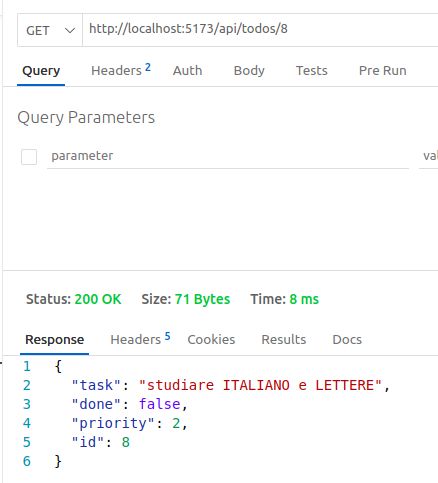 GET http://localhost:5173/api/todos/8
Query Headers 2 Auth Body Tests Pre Run
Query Parameters
parameter
Status: 200 OK Size: 71 Bytes Time: 8 ms
Response Headers 5 Cookies Results Docs
1 {
2 "task": "studiare ITALIANO e LETTERE",
3 "done": false,
4 "priority": 2,
5 "id": 8
6 }